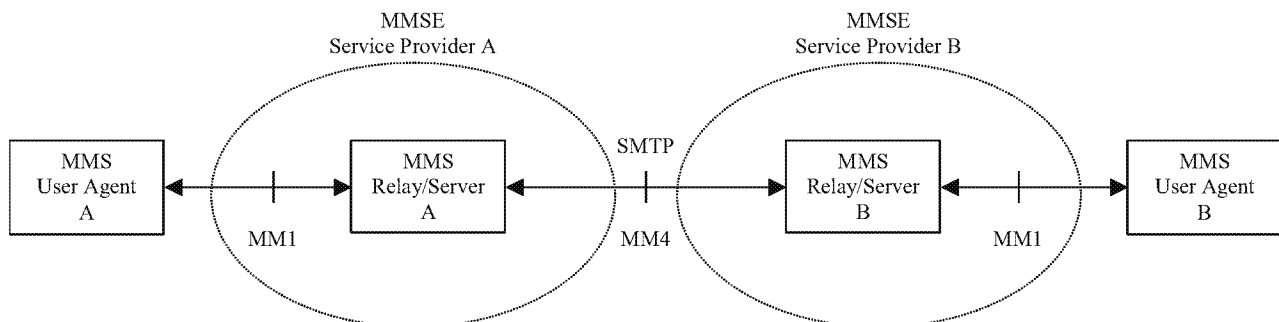 MMSE
Service Provider A
MMSE
Service Provider B
MMS
User Agent
A
MMS
Relay/Server
A
SMTP
MMS
Relay/Server
B
MMS
User Agent
B
MM1
MM4
MM1